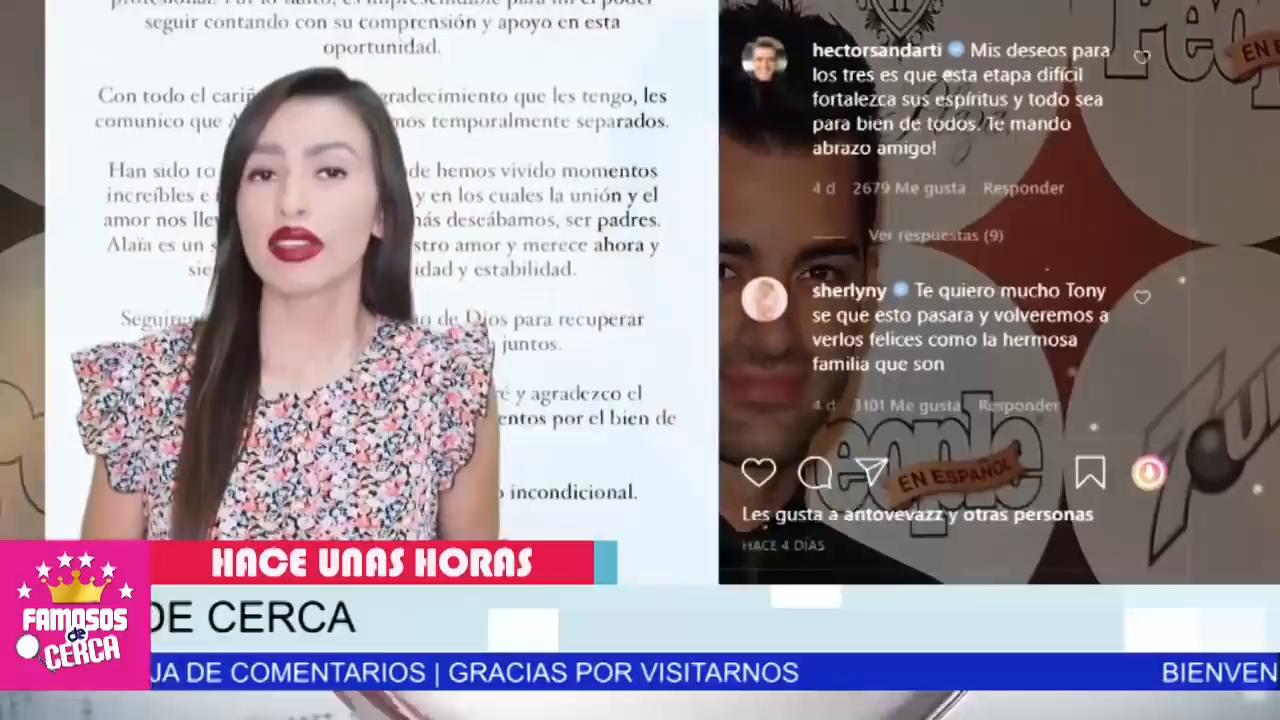 seguir contando con su comprensión y apoyo en esta
oportunidad.
Con todo el gradecimiento que les tengo, les
comunico que mos temporalmente separados.
Han sido de hemos vivido momentos
increíbles e y en los cuales la unión y el
amor nos más deseábamos, ser padres.
Alaïa es un stro amor y merece ahora y
idad y estabilidad.
de Dios para recuperar
juntos.
é y agradezco el
entos por el bien de
incondicional.
hectorsandarti Mis deseos para
los tres es que esta etapa difícil
fortalezca sus espíritus y todo sea
para bien de todos. Te mando
abrazo amigo!
4 d 2679 Me gusta Responder
Ver respuestas (9)
sherlyny Te quiero mucho Tony
se que esto pasara y volveremos a
verlos felices como la hermosa
familia que son
4 d 3101 Me gusta Responder
People
EN ESPAÑOL
Les gusta a antovevazz y otras personas
HACE 4 DÍAS
HACE UNAS HORAS
FAMOSOS
de
CERCA
DE CERCA
JA DE COMENTARIOS | GRACIAS POR VISITARNOS
BIENVEN